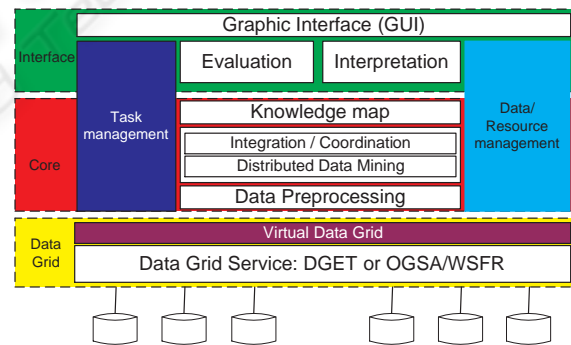 Graphic Interface (GUI)
Interface
Evaluation
Interpretation
Task
management
Data/
Resource
management
Core
Knowledge map
Integration / Coordination
Distributed Data Mining
Data Preprocessing
Data
Grid
Virtual Data Grid
Data Grid Service: DGET or OGSA/WSFR